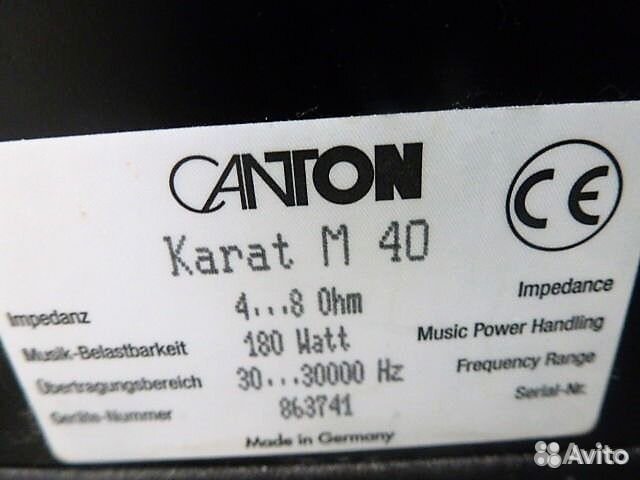 CANTON
CE
Karat M 40
Impedanz 4...8 Ohm Impedance
Musik-Belastbarkeit 180 Watt Music Power Handling
Übertragungsbereich 30...30000 Hz Frequency Range
Serien-Nummer 863741 Serial-Nr.
Made in Germany
Avito